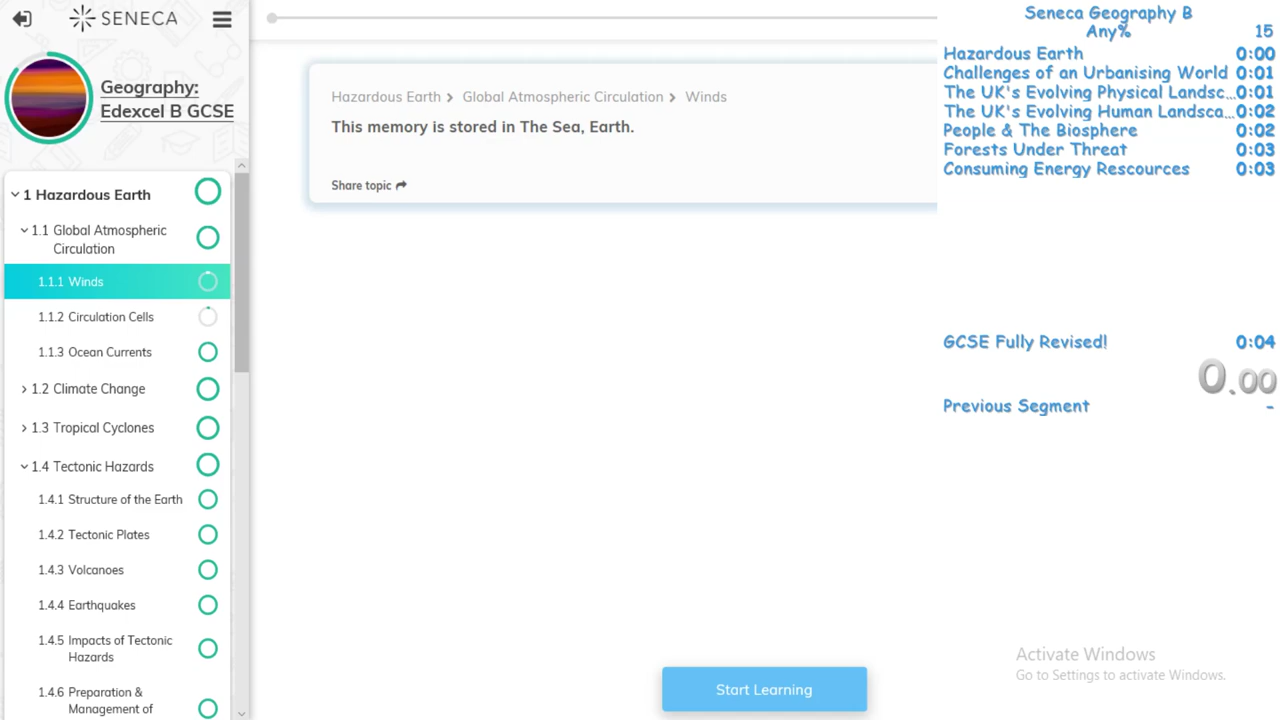 SENECA
Geography:
Edexcel B GCSE
1 Hazardous Earth
1.1 Global Atmospheric
Circulation
1.1.1 Winds
1.1.2 Circulation Cells
1.1.3 Ocean Currents
1.2 Climate Change
1.3 Tropical Cyclones
1.4 Tectonic Hazards
1.4.1 Structure of the Earth
1.4.2 Tectonic Plates
1.4.3 Volcanoes
1.4.4 Earthquakes
1.4.5 Impacts of Tectonic
Hazards
1.4.6 Preparation &
Management of
Hazardous Earth > Global Atmospheric Circulation > Winds
This memory is stored in The Sea, Earth.
Share topic
Start Learning
Seneca Geography B
Any% 15
Hazardous Earth 0:00
Challenges of an Urbanising World 0:01
The UK's Evolving Physical Landsc... 0:01
The UK's Evolving Human Landsca... 0:02
People & The Biosphere 0:02
Forests Under Threat 0:03
Consuming Energy Rescources 0:03
GCSE Fully Revised! 0:04
0.00
Previous Segment -
Activate Windows
Go to Settings to activate Windows.